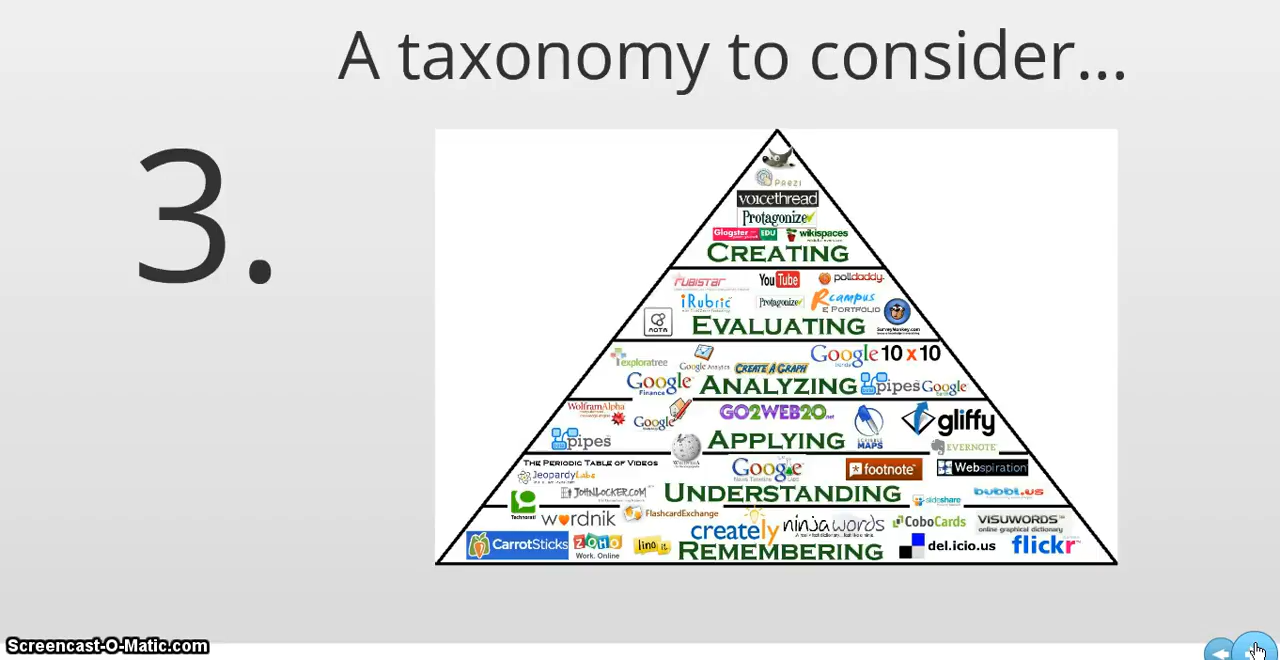 A taxonomy to consider...
3.
PREZI
voicethread
Protagonize
Glogster EDU wikispaces
CREATING
RUBISTAR YouTube polldaddy
iRubric Protagonize Rcampus
E PORTFOLIO
NOTA EVALUATING SurveyMonkey.com
exploratree Google Analytics CREATE A GRAPH Google 10 x 10
Google Finance ANALYZING pipes Google
WolframAlpha Google GO2WEB20.net gliffy
pipes WIKIPEDIA APPLYING MAPS EVERNOTE
THE PERIODIC TABLE OF VIDEOS Google footnote Webspiration
JeopardyLabs
JOHNLOCKER.COM UNDERSTANDING slideshare bubbl.us
Technorati wordnik FlashcardExchange creately ninjawords CoboCards VISUWORDS
online graphical dictionary
CarrotSticks ZOHO lino it REMEMBERING del.icio.us flickr
Work. Online
Screencast-O-Matic.com